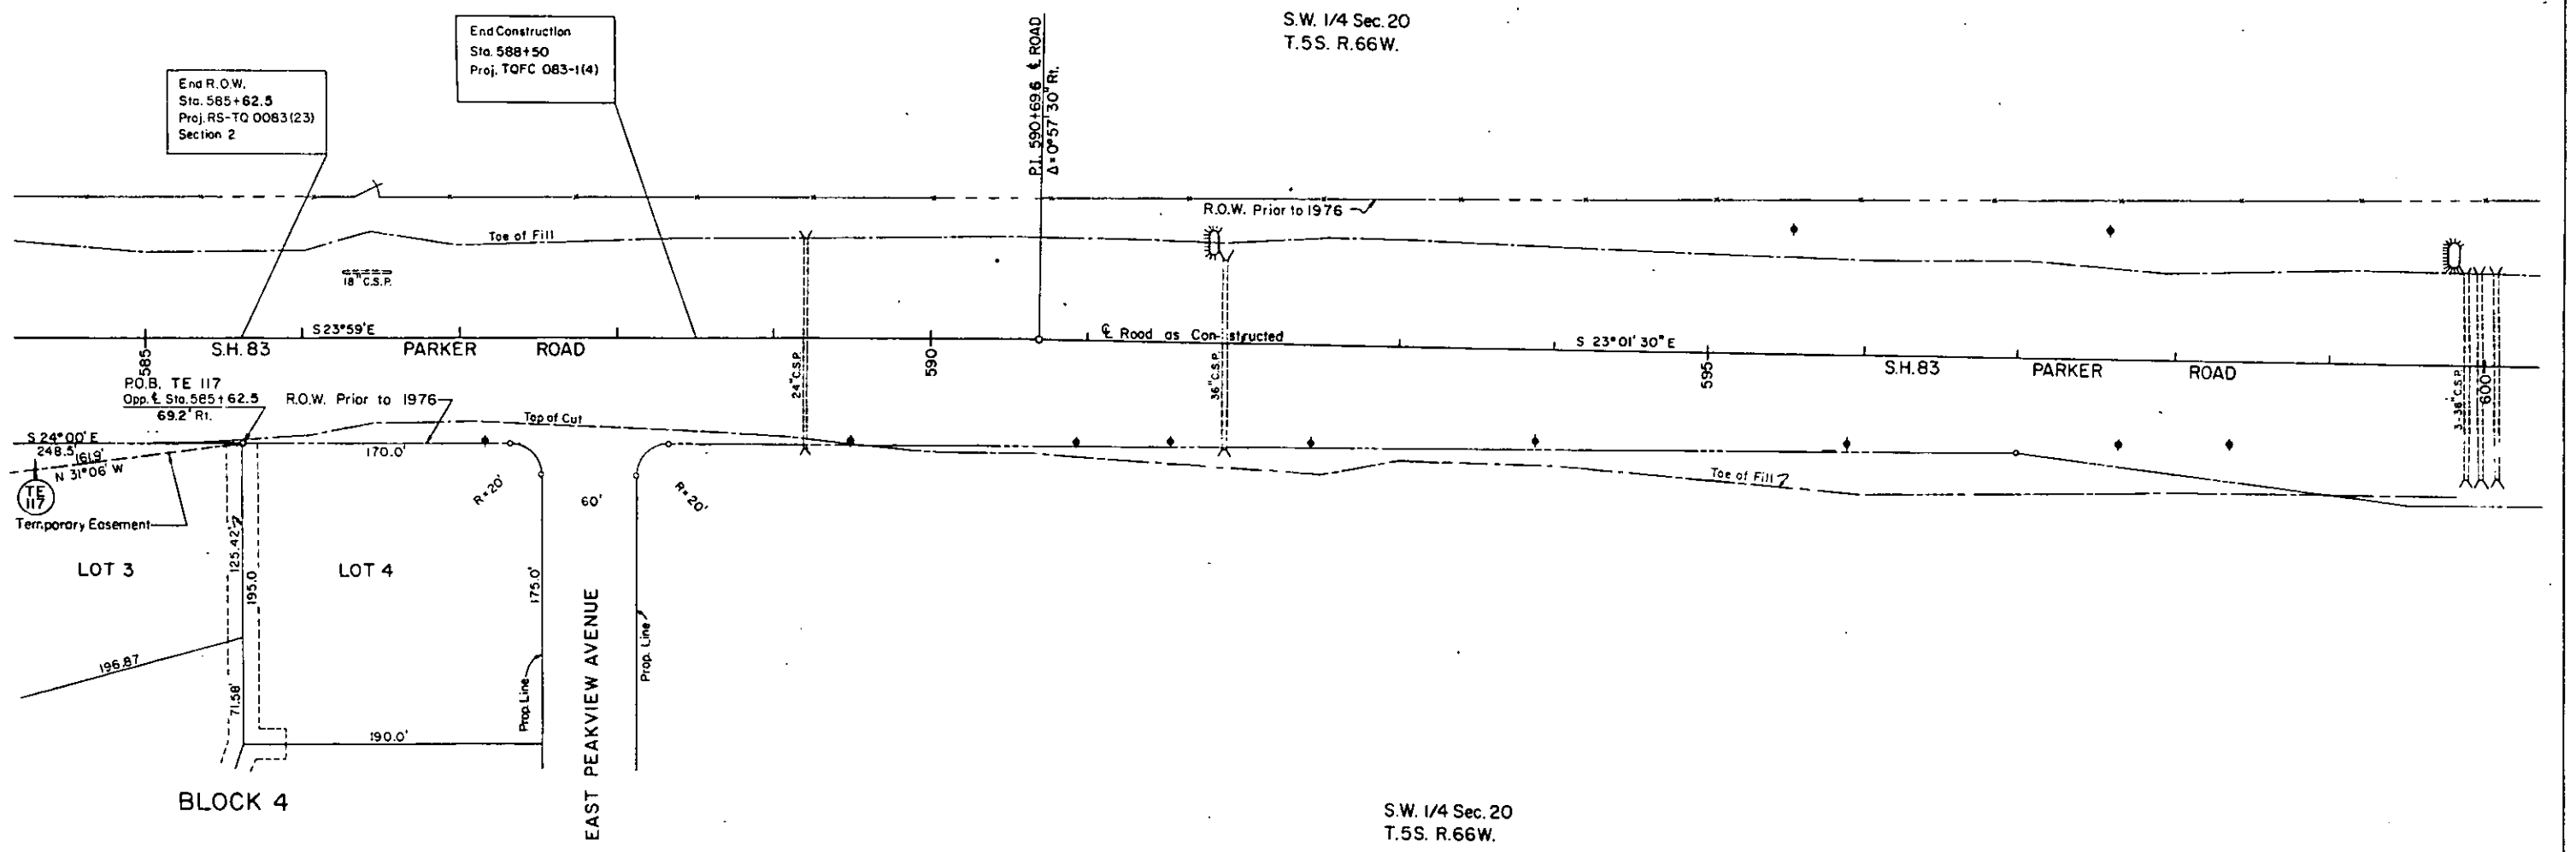 S.W. 1/4 Sec. 20
T.5S. R.66W.
End Construction
Sta. 588+50
Proj. TQFC 083-1(4)
End R.O.W.
Sta. 585+62.5
Proj. RS-TQ 0083(23)
Section 2
P.I. 590+69.6 ℄ ROAD
Δ=0°57'30" Rt.
R.O.W. Prior to 1976
Toe of Fill
18" C.S.P.
S 23°59' E
585
S.H. 83 PARKER ROAD
24" C.S.P.
590
℄ Road as Constructed
36" C.S.P.
S 23°01'30" E
595
S.H. 83 PARKER ROAD
3-36" C.S.P.
600
P.O.B. TE 117
Opp. ℄ Sta. 585+62.5
69.2' Rt.
R.O.W. Prior to 1976
Top of Cut
S 24°00' E
248.5'
161.9'
N 31°06' W
170.0'
TE
117
Temporary Easement
R=20'
60'
R=20'
Toe of Fill
125.42'
195.0
LOT 3
LOT 4
175.0'
Prop. Line
Prop. Line
EAST PEAKVIEW AVENUE
196.87
71.58'
190.0'
BLOCK 4
S.W. 1/4 Sec. 20
T.5S. R.66W.